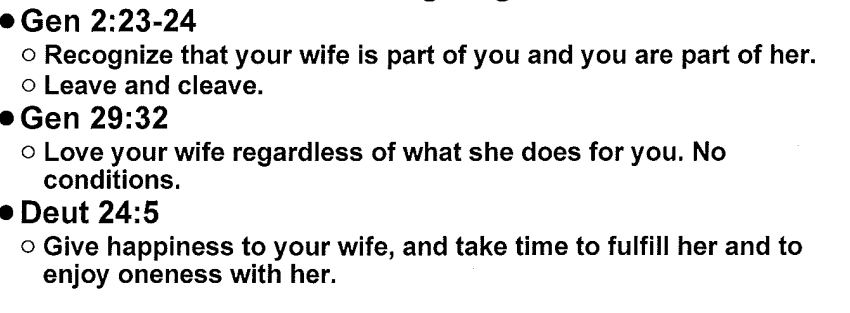 ● Gen 2:23-24
○ Recognize that your wife is part of you and you are part of her.
○ Leave and cleave.
● Gen 29:32
○ Love your wife regardless of what she does for you. No
conditions.
● Deut 24:5
○ Give happiness to your wife, and take time to fulfill her and to
enjoy oneness with her.